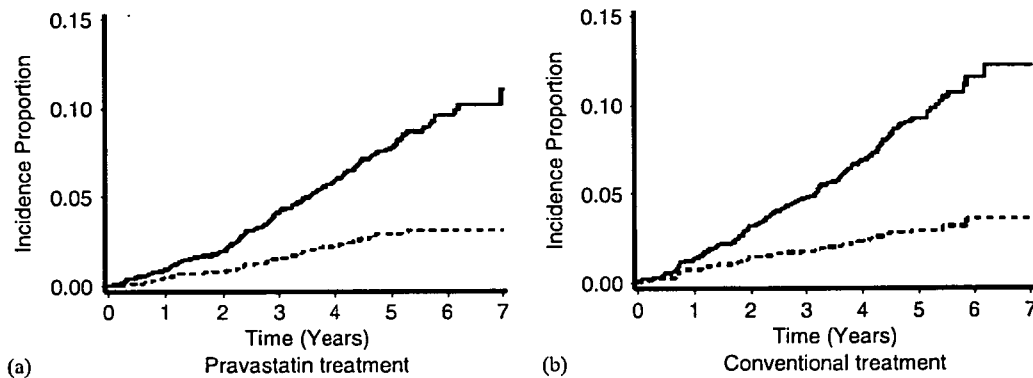 0.15
0.10
0.05
0.00
Incidence Proportion
0 1 2 3 4 5 6 7
Time (Years)
(a) Pravastatin treatment
0.15
0.10
0.05
0.00
Incidence Proportion
0 1 2 3 4 5 6 7
Time (Years)
(b) Conventional treatment